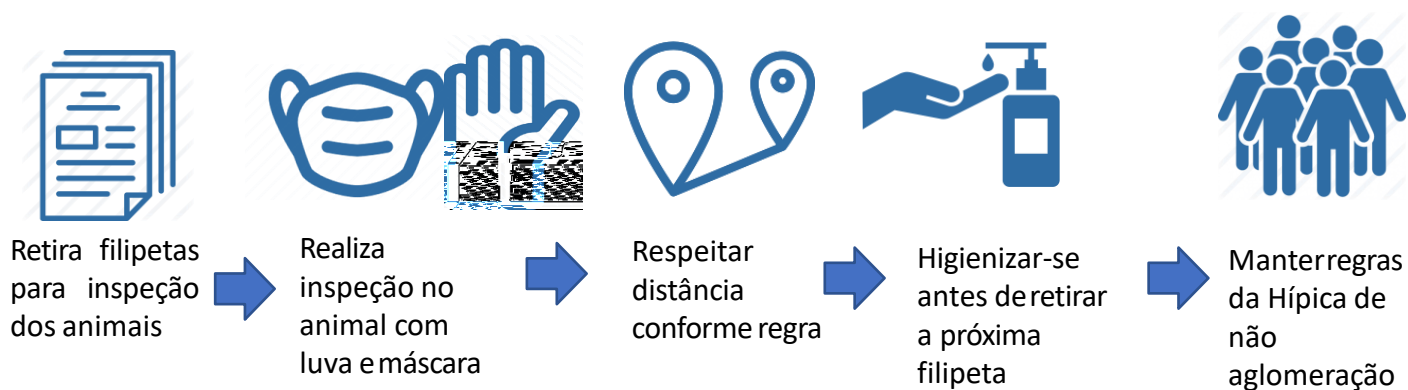 Retira filipetas
para inspeção
dos animais
Realiza
inspeção no
animal com
luva e máscara
Respeitar
distância
conforme regra
Higienizar-se
antes de retirar
a próxima
filipeta
Manter regras
da Hípica de
não
aglomeração